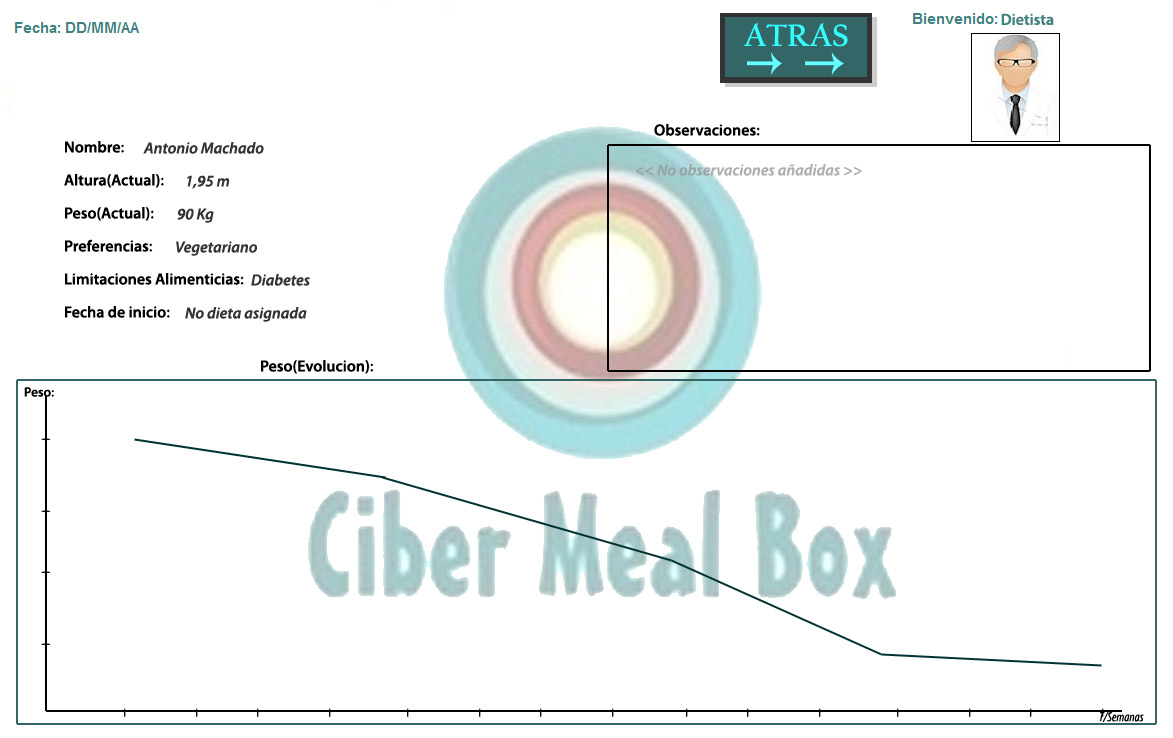 Fecha: DD/MM/AA
ATRAS
Bienvenido: Dietista
Observaciones:
<< No observaciones añadidas >>
Nombre: Antonio Machado
Altura(Actual): 1,95 m
Peso(Actual): 90 Kg
Preferencias: Vegetariano
Limitaciones Alimenticias: Diabetes
Fecha de inicio: No dieta asignada
Peso(Evolucion):
Peso:
Ciber Meal Box
T/Semanas